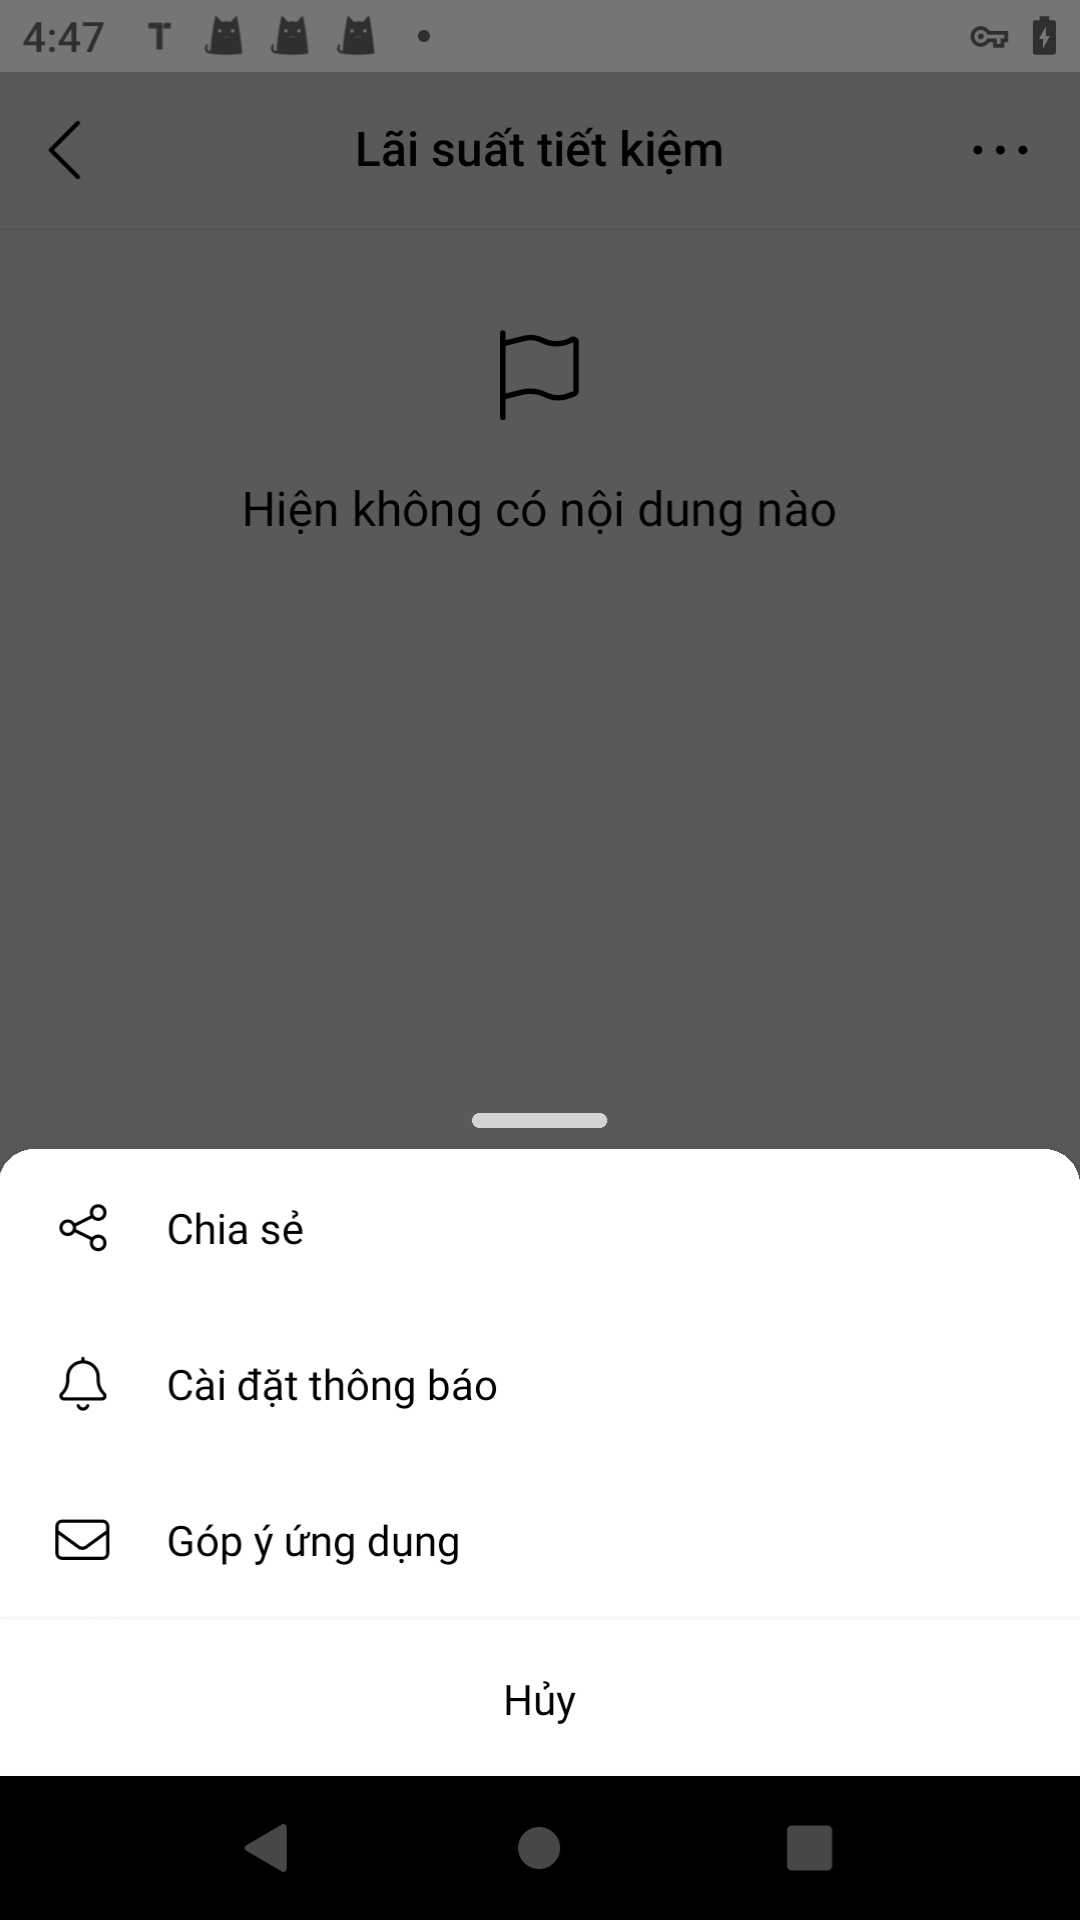 4:47
Lãi suất tiết kiệm
Hiện không có nội dung nào
Chia sẻ
Cài đặt thông báo
Góp ý ứng dụng
Hủy